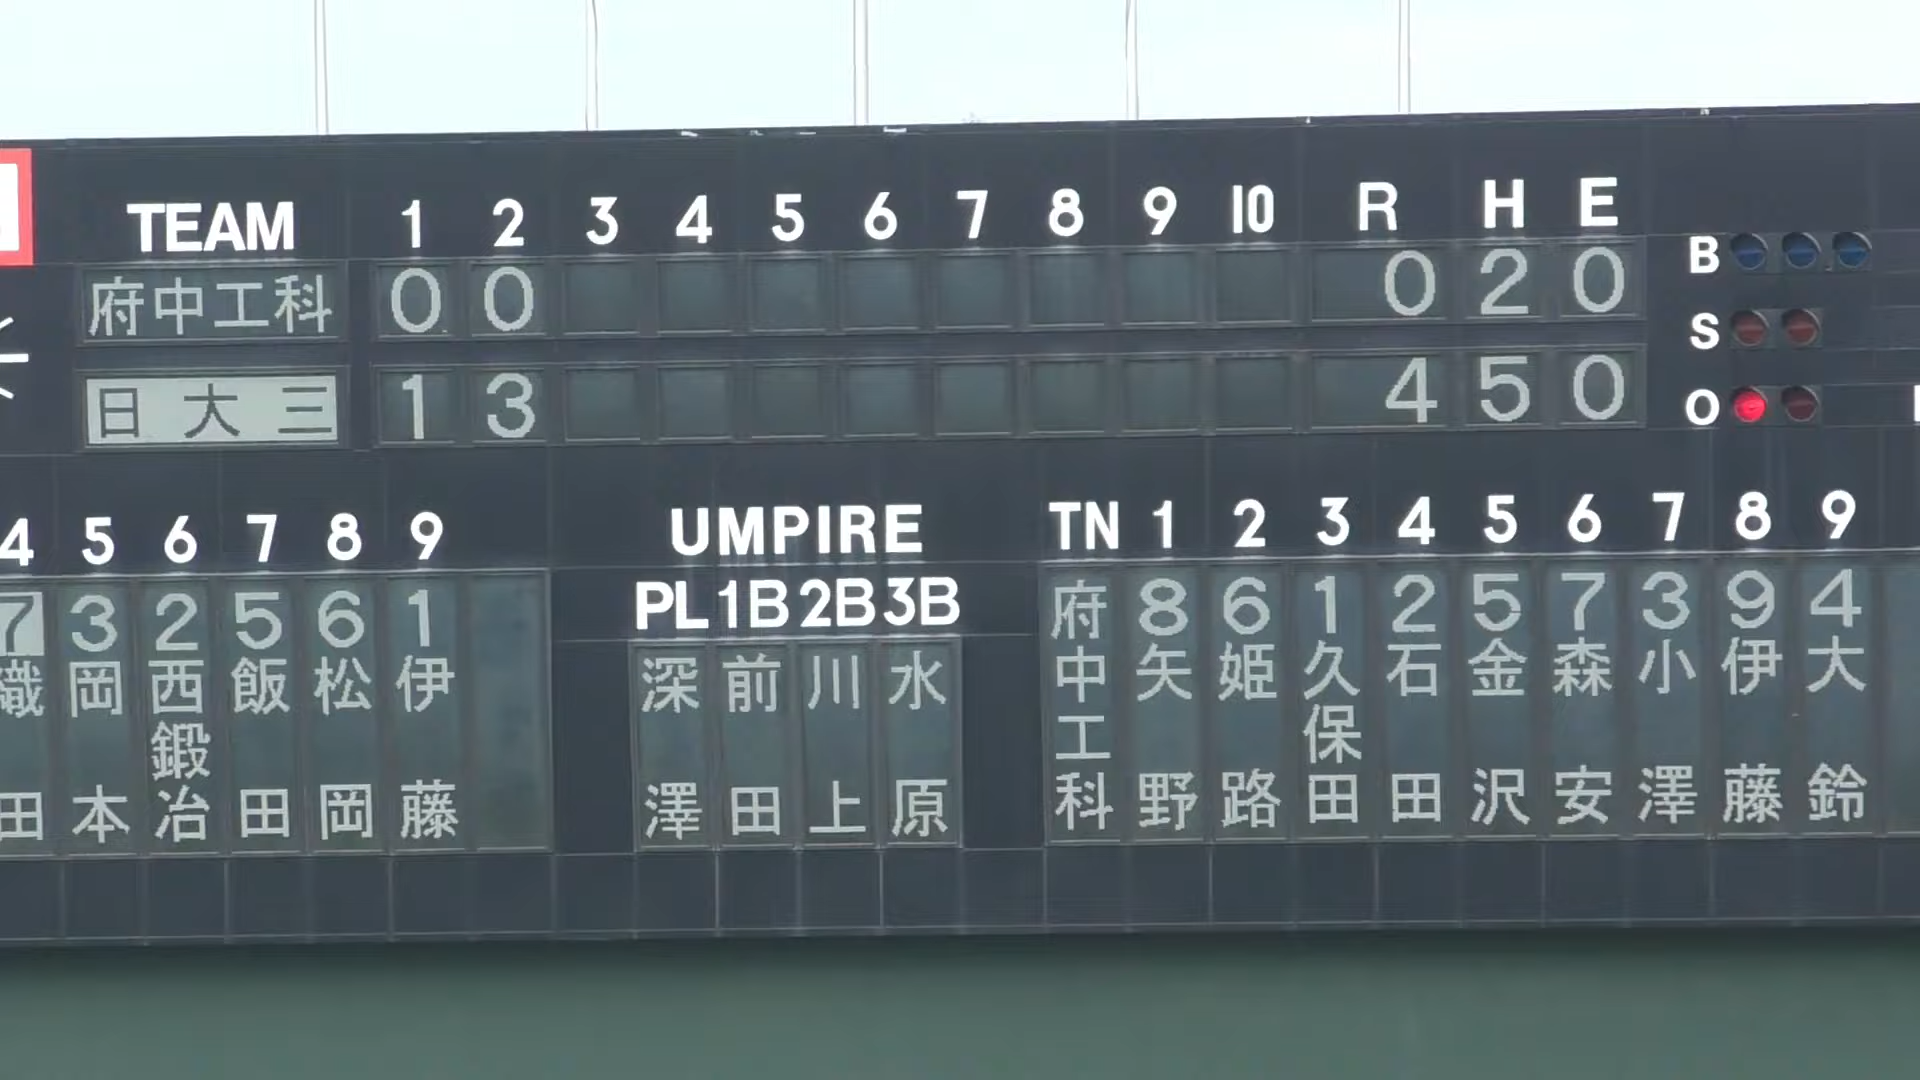 TEAM 1 2 3 4 5 6 7 8 9 10 R H E
府中工科 0 0 0 2 0
日大三 1 3 4 5 0
B
S
O
4 5 6 7 8 9
7 3 2 5 6 1
織田
岡本
西鍛冶
飯田
松岡
伊藤
UMPIRE
PL 1B 2B 3B
深澤
前田
川上
水原
TN 1 2 3 4 5 6 7 8 9
府中工科
8 6 1 2 5 7 3 9 4
矢野
姫路
久保田
石田
金沢
森安
小澤
伊藤
大鈴